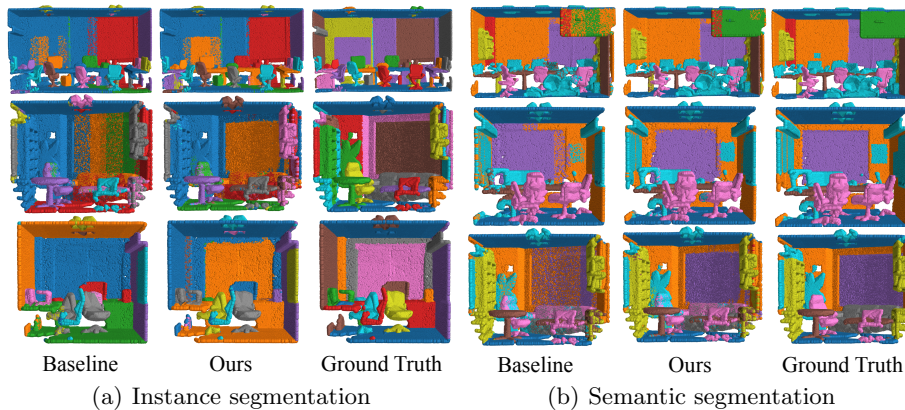 Baseline Ours Ground Truth Baseline Ours Ground Truth
(a) Instance segmentation (b) Semantic segmentation